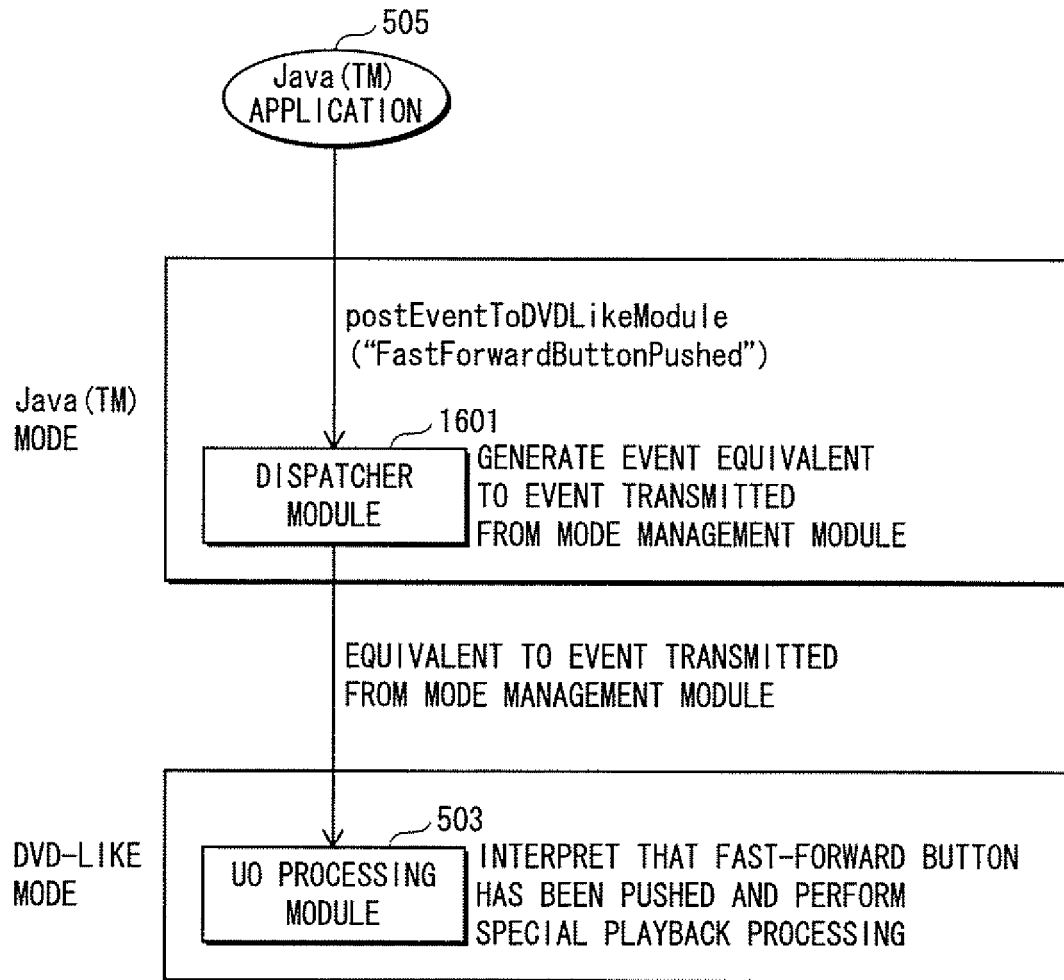 505
Java(TM)
APPLICATION
postEventToDVDLikeModule
(“FastForwardButtonPushed”)
Java(TM)
MODE
1601
DISPATCHER
MODULE
GENERATE EVENT EQUIVALENT
TO EVENT TRANSMITTED
FROM MODE MANAGEMENT MODULE
EQUIVALENT TO EVENT TRANSMITTED
FROM MODE MANAGEMENT MODULE
503
DVD-LIKE
MODE
UO PROCESSING
MODULE
INTERPRET THAT FAST-FORWARD BUTTON
HAS BEEN PUSHED AND PERFORM
SPECIAL PLAYBACK PROCESSING